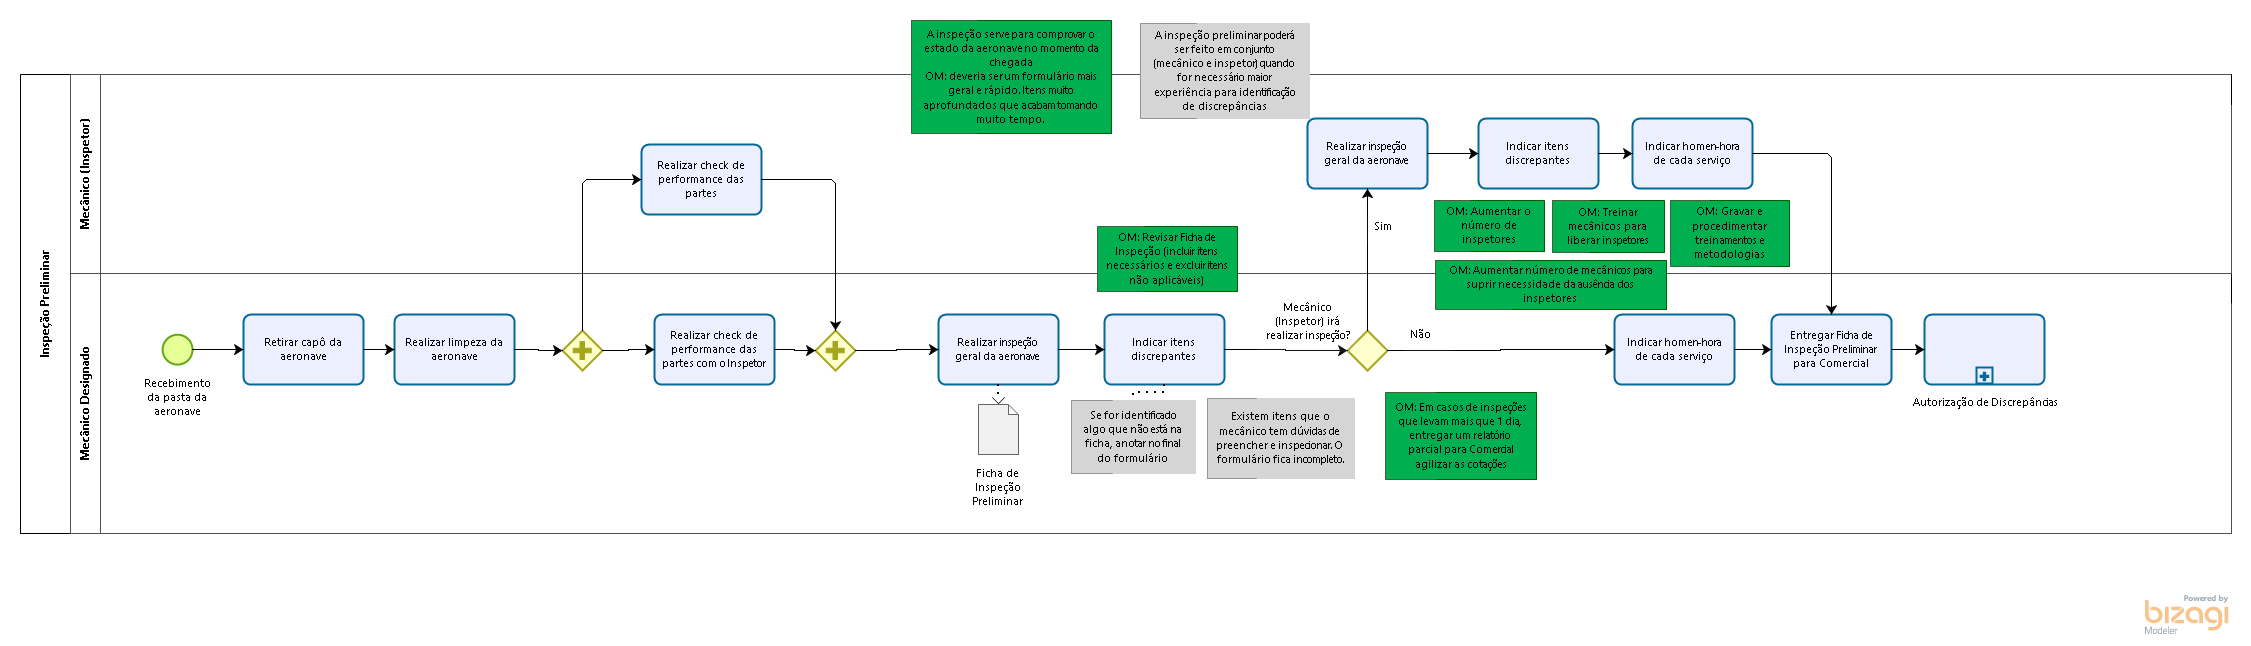 A inspeção serve para comprovar o
estado da aeronave no momento da
chegada
OM: deveria ser um formulário mais
geral e rápido. Itens muito
aprofundados que acabam tomando
muito tempo.
A inspeção preliminar poderá
ser feito em conjunto
(mecânico e inspetor) quando
for necessário maior
experiência para identificação
de discrepâncias
Inspeção Preliminar
Mecânico (Inspetor)
Realizar check de
performance das
partes
Realizar inspeção
geral da aeronave
Indicar itens
discrepantes
Indicar homen-hora
de cada serviço
Sim
OM: Aumentar o
número de
inspetores
OM: Treinar
mecânicos para
liberar inspetores
OM: Gravar e
procedimentar
treinamentos e
metodologias
OM: Revisar Ficha de
Inspeção (incluir itens
necessários e excluir itens
não aplicáveis)
OM: Aumentar número de mecânicos para
suprir necessidade da ausência dos
inspetores
Mecânico Designado
Recebimento
da pasta da
aeronave
Retirar capô da
aeronave
Realizar limpeza da
aeronave
Realizar check de
performance das
partes com o Inspetor
Realizar inspeção
geral da aeronave
Indicar itens
discrepantes
Mecânico
(Inspetor) irá
realizar inspeção?
Não
Indicar homen-hora
de cada serviço
Entregar Ficha de
Inspeção Preliminar
para Comercial
Autorização de Discrepâncias
Ficha de
Inspeção
Preliminar
Se for identificado
algo que não está na
ficha, anotar no final
do formulário
Existem itens que o
mecânico tem dúvidas de
preencher e inspecionar. O
formulário fica incompleto.
OM: Em casos de inspeções
que levam mais que 1 dia,
entregar um relatório
parcial para Comercial
agilizar as cotações
Powered by
bizagi
Modeler